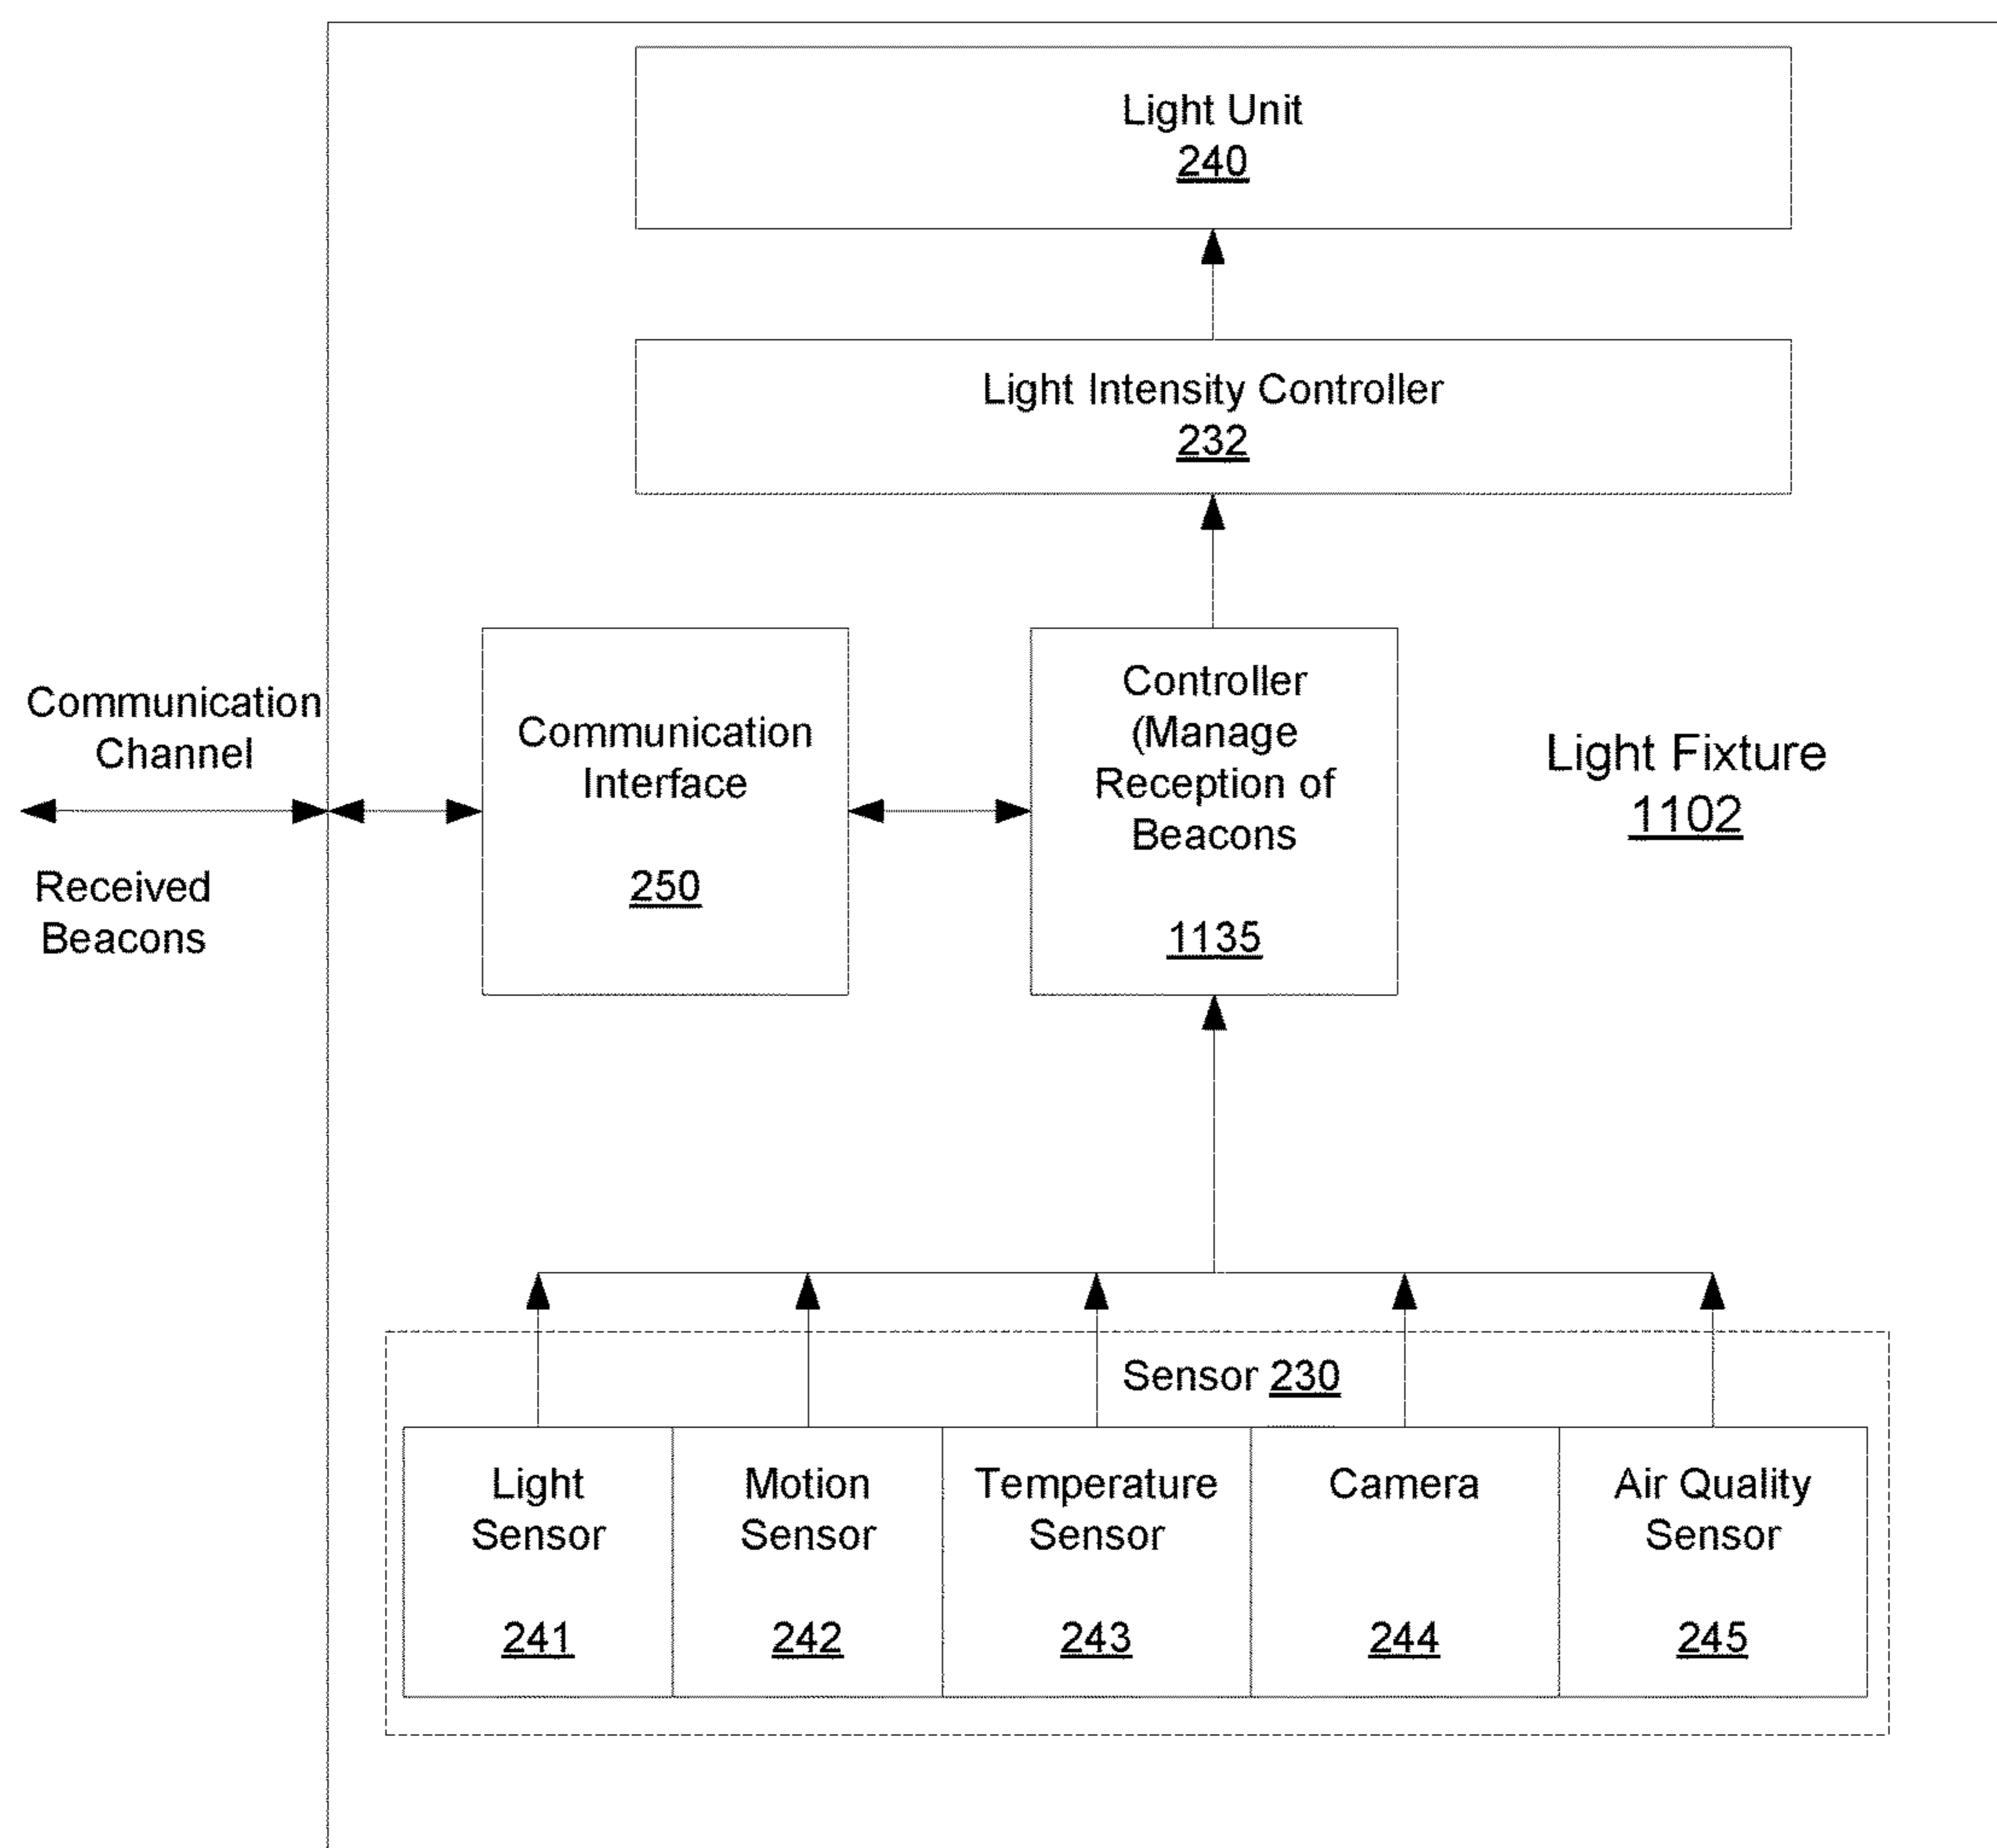 Light Unit
240
Light Intensity Controller
232
Communication
Channel
Received
Beacons
Communication
Interface
250
Controller
(Manage
Reception of
Beacons
1135
Light Fixture
1102
Sensor 230
Light
Sensor
241
Motion
Sensor
242
Temperature
Sensor
243
Camera
244
Air Quality
Sensor
245